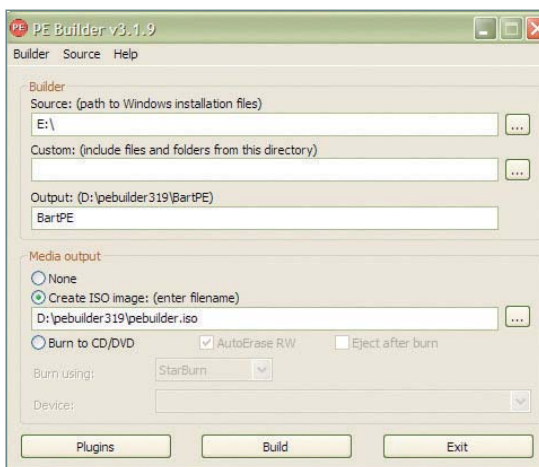 PE Builder v3.1.9
Builder Source Help
Builder
Source: (path to Windows installation files)
E:\
...
Custom: (include files and folders from this directory)
...
Output: (D:\pebuilder319\BartPE)
BartPE
Media output
None
Create ISO image: (enter filename)
D:\pebuilder319\pebuilder.iso
...
Burn to CD/DVD AutoErase RW Eject after burn
Burn using: StarBurn
Device:
Plugins Build Exit